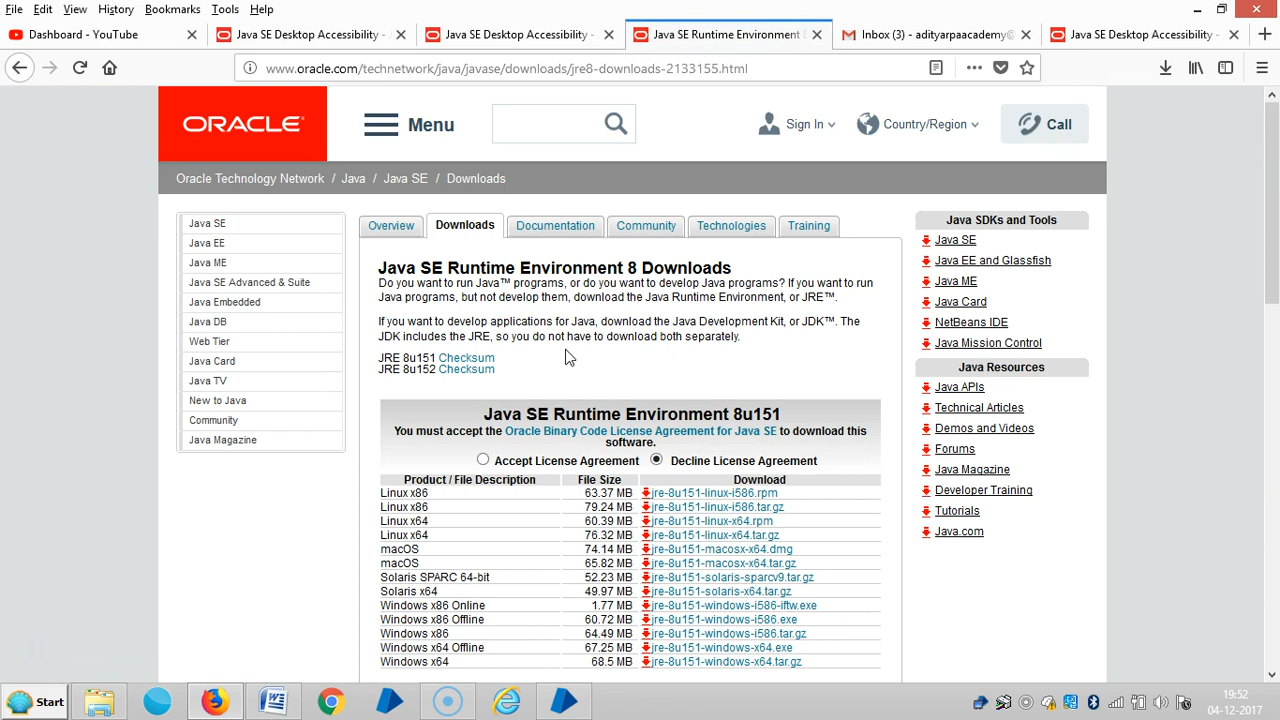 File Edit View History Bookmarks Tools Help
Dashboard - YouTube
Java SE Desktop Accessibility -
Java SE Desktop Accessibility -
Java SE Runtime Environment 8
Inbox (3) - adityarpaacademy@
Java SE Desktop Accessibility -
www.oracle.com/technetwork/java/javase/downloads/jre8-downloads-2133155.html
ORACLE
Menu
Sign In
Country/Region
Call
Oracle Technology Network / Java / Java SE / Downloads
Java SE
Java EE
Java ME
Java SE Advanced & Suite
Java Embedded
Java DB
Web Tier
Java Card
Java TV
New to Java
Community
Java Magazine
Overview Downloads Documentation Community Technologies Training
Java SE Runtime Environment 8 Downloads
Do you want to run Java™ programs, or do you want to develop Java programs? If you want to run
Java programs, but not develop them, download the Java Runtime Environment, or JRE™.
If you want to develop applications for Java, download the Java Development Kit, or JDK™. The
JDK includes the JRE, so you do not have to download both separately.
JRE 8u151 Checksum
JRE 8u152 Checksum
Java SE Runtime Environment 8u151
You must accept the Oracle Binary Code License Agreement for Java SE to download this
software.
Accept License Agreement Decline License Agreement
Product / File Description File Size Download
Linux x86 63.37 MB jre-8u151-linux-i586.rpm
Linux x86 79.24 MB jre-8u151-linux-i586.tar.gz
Linux x64 60.39 MB jre-8u151-linux-x64.rpm
Linux x64 76.32 MB jre-8u151-linux-x64.tar.gz
macOS 74.14 MB jre-8u151-macosx-x64.dmg
macOS 65.82 MB jre-8u151-macosx-x64.tar.gz
Solaris SPARC 64-bit 52.23 MB jre-8u151-solaris-sparcv9.tar.gz
Solaris x64 49.97 MB jre-8u151-solaris-x64.tar.gz
Windows x86 Online 1.77 MB jre-8u151-windows-i586-iftw.exe
Windows x86 Offline 60.72 MB jre-8u151-windows-i586.exe
Windows x86 64.49 MB jre-8u151-windows-i586.tar.gz
Windows x64 Offline 67.25 MB jre-8u151-windows-x64.exe
Windows x64 68.5 MB jre-8u151-windows-x64.tar.gz
Java SDKs and Tools
Java SE
Java EE and Glassfish
Java ME
Java Card
NetBeans IDE
Java Mission Control
Java Resources
Java APIs
Technical Articles
Demos and Videos
Forums
Java Magazine
Developer Training
Tutorials
Java.com
Start
19:52
04-12-2017